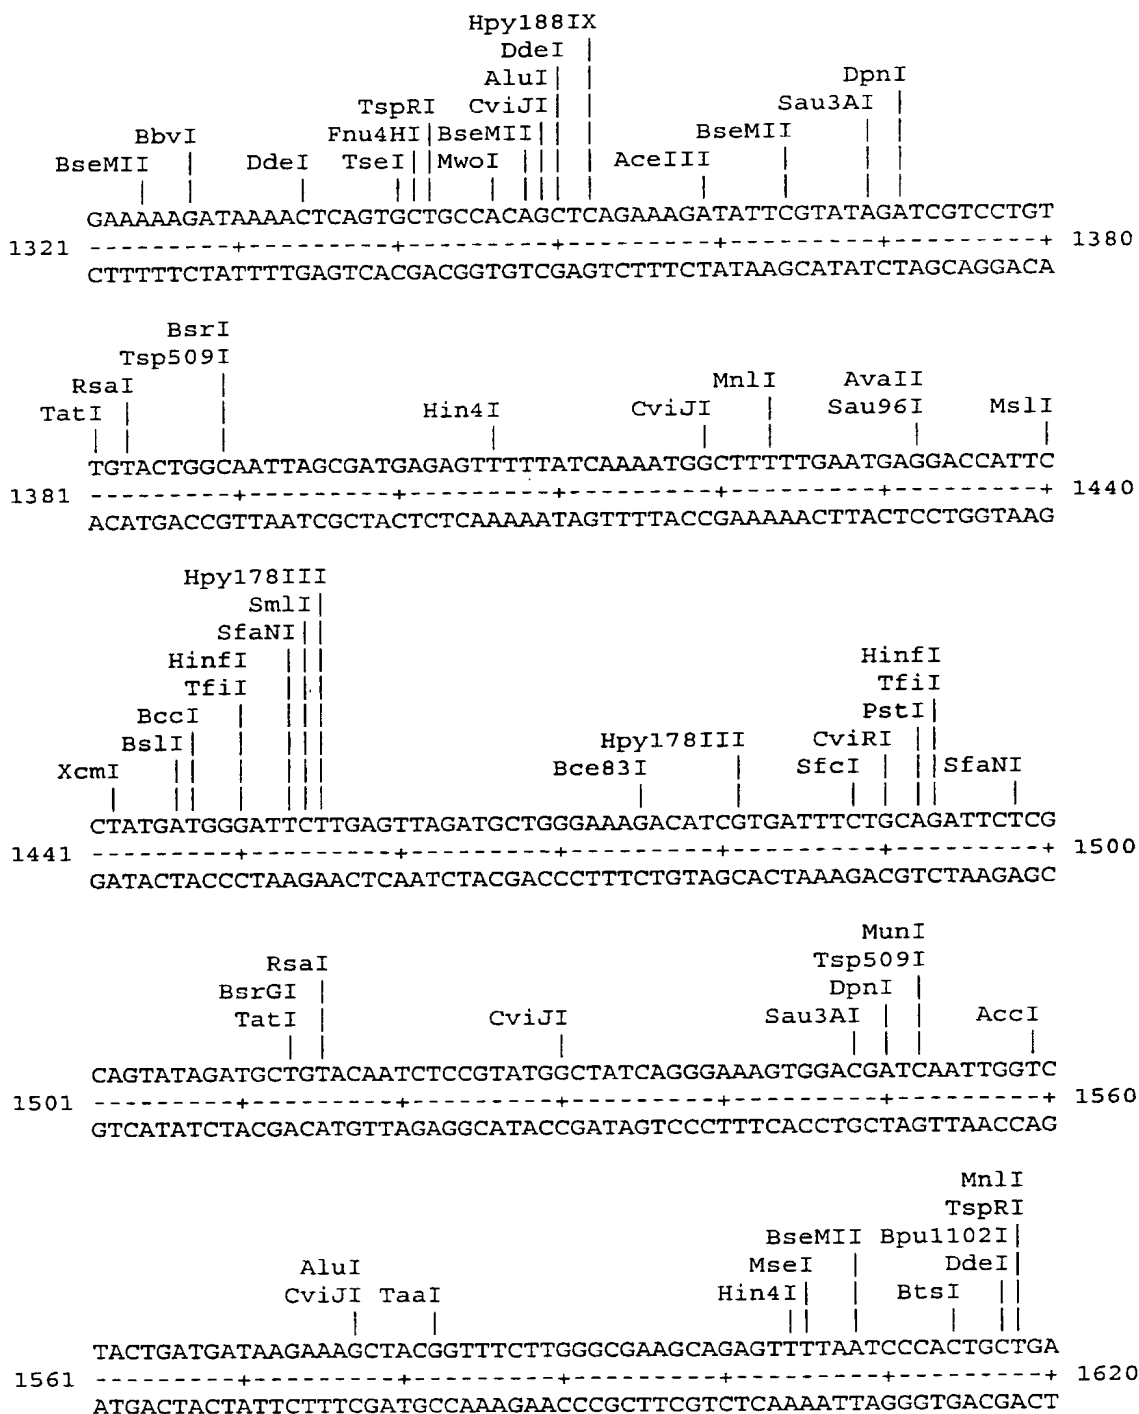 Hpy188IX
DdeI
AluI DpnI
TspRI CviJI Sau3AI
BbvI Fnu4HI BseMII BseMII
BseMII DdeI TseI MwoI AceIII
GAAAAAGATAAAACTCAGTGCTGCCACAGCTCAGAAAGATATTCGTATAGATCGTCCTGT
1321 ---------+---------+---------+---------+---------+---------+ 1380
CTTTTTCTATTTTGAGTCACGACGGTGTCGAGTCTTTCTATAAGCATATCTAGCAGGACA
BsrI
Tsp509I
RsaI MnlI AvaII
TatI Hin4I CviJI Sau96I MslI
TGTACTGGCAATTAGCGATGAGAGTTTTTATCAAAATGGCTTTTTGAATGAGGACCATTC
1381 ---------+---------+---------+---------+---------+---------+ 1440
ACATGACCGTTAATCGCTACTCTCAAAAATAGTTTTACCGAAAAACTTACTCCTGGTAAG
Hpy178III
SmlI
SfaNI
HinfI HinfI
TfiI TfiI
BccI PstI
BslI Hpy178III CviRI
XcmI Bce83I SfcI SfaNI
CTATGATGGGATTCTTGAGTTAGATGCTGGGAAAGACATCGTGATTTCTGCAGATTCTCG
1441 ---------+---------+---------+---------+---------+---------+ 1500
GATACTACCCTAAGAACTCAATCTACGACCCTTTCTGTAGCACTAAAGACGTCTAAGAGC
MunI
RsaI Tsp509I
BsrGI DpnI
TatI CviJI Sau3AI AccI
CAGTATAGATGCTGTACAATCTCCGTATGGCTATCAGGGAAAGTGGACGATCAATTGGTC
1501 ---------+---------+---------+---------+---------+---------+ 1560
GTCATATCTACGACATGTTAGAGGCATACCGATAGTCCCTTTCACCTGCTAGTTAACCAG
MnlI
TspRI
BseMII Bpu1102I
AluI MseI DdeI
CviJI TaaI Hin4I BtsI
TACTGATGATAAGAAAGCTACGGTTTCTTGGGCGAAGCAGAGTTTTAATCCCACTGCTGA
1561 ---------+---------+---------+---------+---------+---------+ 1620
ATGACTACTATTCTTTCGATGCCAAAGAACCCGCTTCGTCTCAAAATTAGGGTGACGACT